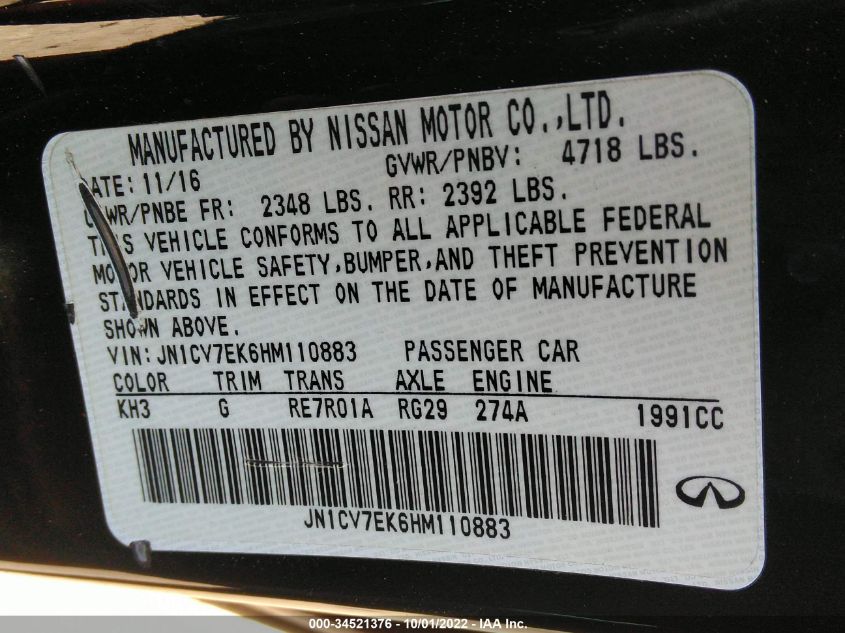 MANUFACTURED BY NISSAN MOTOR CO.,LTD.
ATE: 11/16 GVWR/PNBV: 4718 LBS.
WR/PNBE FR: 2348 LBS. RR: 2392 LBS.
THIS VEHICLE CONFORMS TO ALL APPLICABLE FEDERAL
MOTOR VEHICLE SAFETY,BUMPER,AND THEFT PREVENTION
STANDARDS IN EFFECT ON THE DATE OF MANUFACTURE
SHOWN ABOVE.
VIN:JN1CV7EK6HM110883 PASSENGER CAR
COLOR TRIM TRANS AXLE ENGINE
KH3 G RE7R01A RG29 274A 1991CC
JN1CV7EK6HM110883
000-34521376 - 10/01/2022 - IAA Inc.